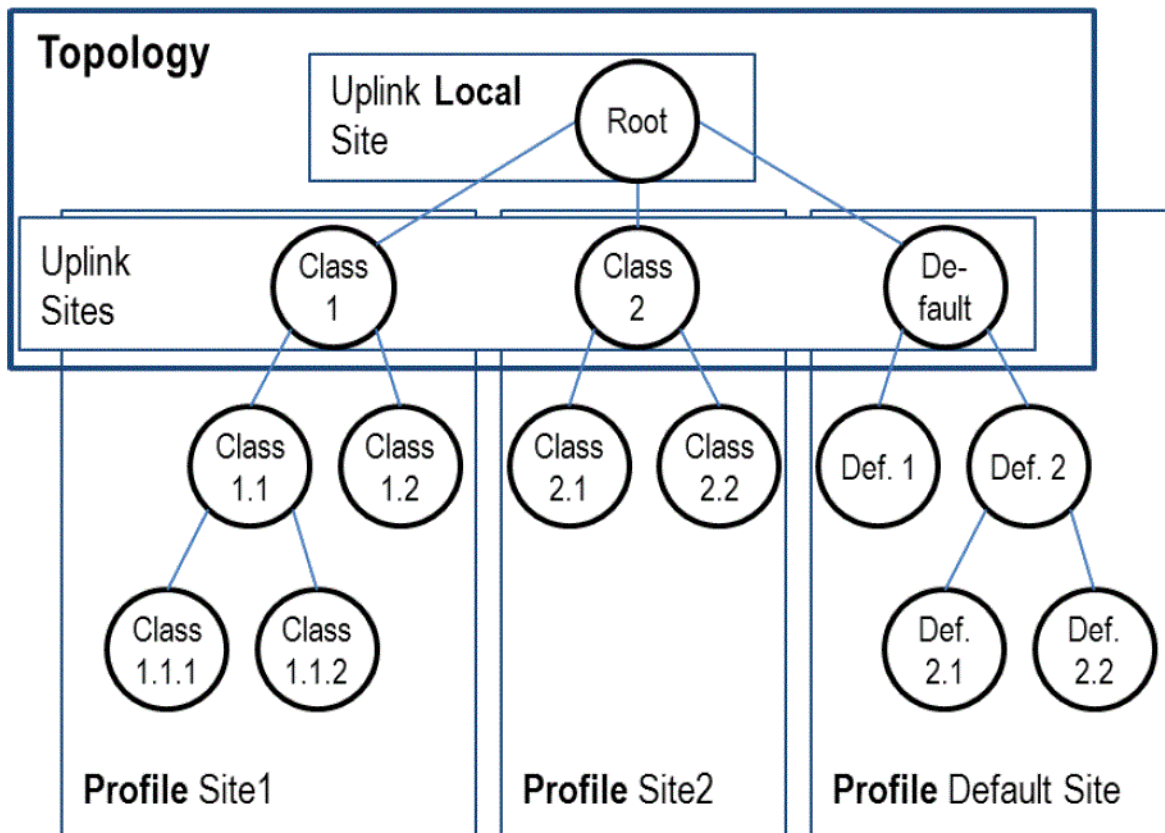 Topology
Uplink Local
Site
Root
Uplink
Sites
Class
1
Class
2
De-
fault
Class
1.1
Class
1.2
Class
2.1
Class
2.2
Def. 1
Def. 2
Class
1.1.1
Class
1.1.2
Def.
2.1
Def.
2.2
Profile Site1
Profile Site2
Profile Default Site